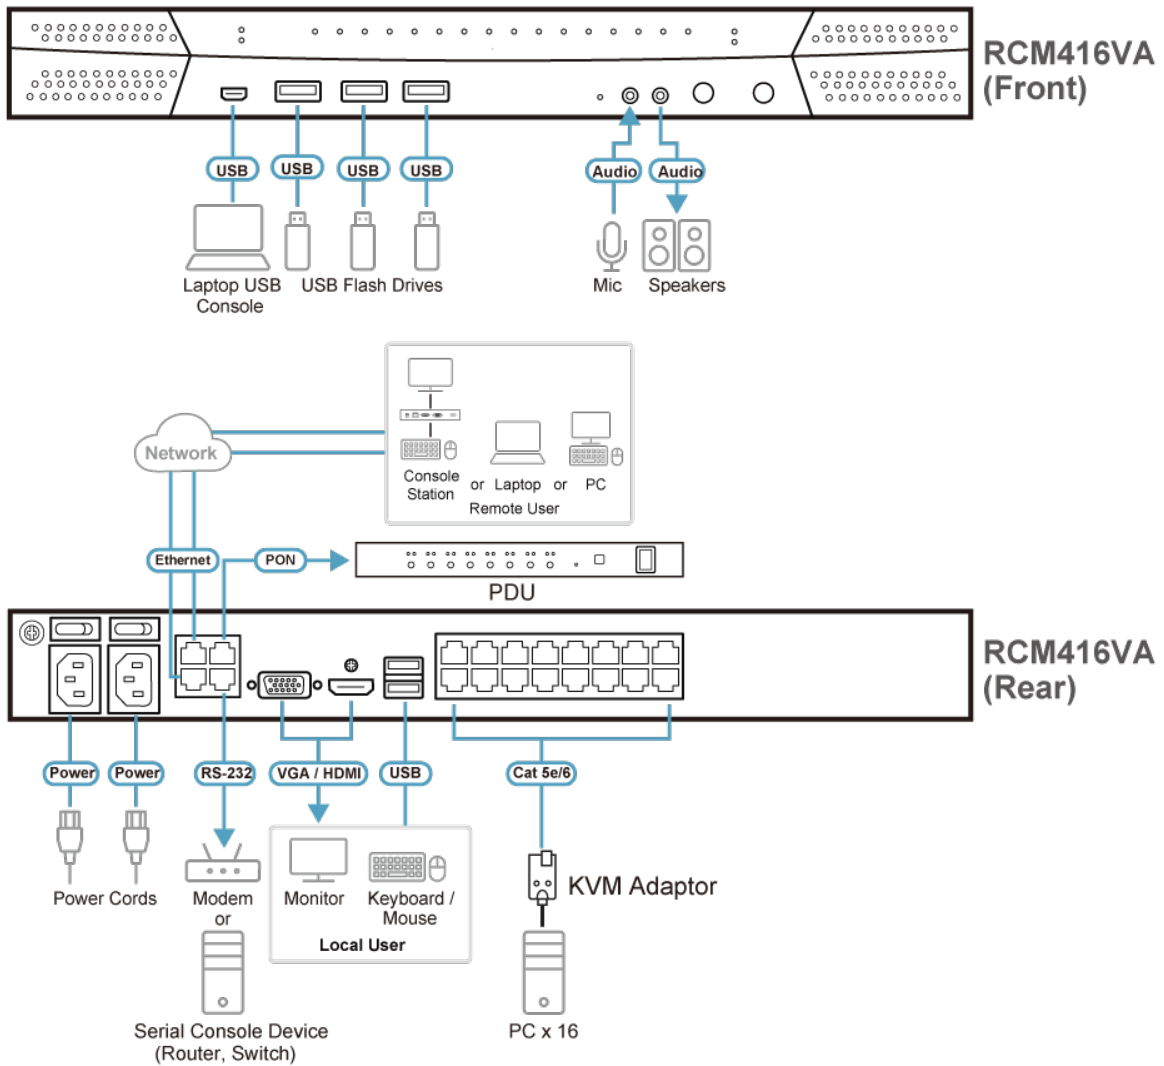 RCM416VA
(Front)
USB
USB
USB
USB
Audio
Audio
Laptop USB
Console
USB Flash Drives
Mic
Speakers
Network
Console
Station
or
Laptop
or
PC
Remote User
Ethernet
PON
PDU
RCM416VA
(Rear)
Power
Power
RS-232
VGA / HDMI
USB
Cat 5e/6
Power Cords
Modem
or
Monitor
Keyboard /
Mouse
Local User
KVM Adaptor
Serial Console Device
(Router, Switch)
PC x 16